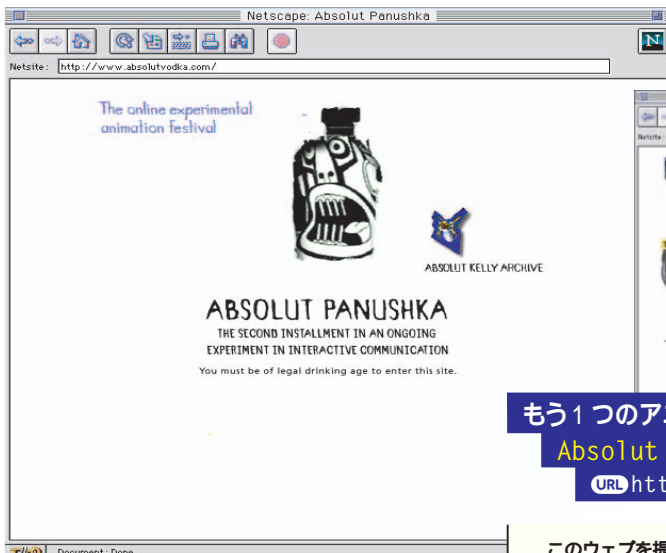 Netscape: Absolut Panushka
N
Netsite: http://www.absolutvodka.com/
The online experimental
animation festival
ABSOLUT KELLY ARCHIVE
ABSOLUT PANUSHKA
THE SECOND INSTALLMENT IN AN ONGOING
EXPERIMENT IN INTERACTIVE COMMUNICATION
You must be of legal drinking age to enter this site.
Document: Done
Netsite:
もう1つのア
Absolut
URL htt
このウェブを